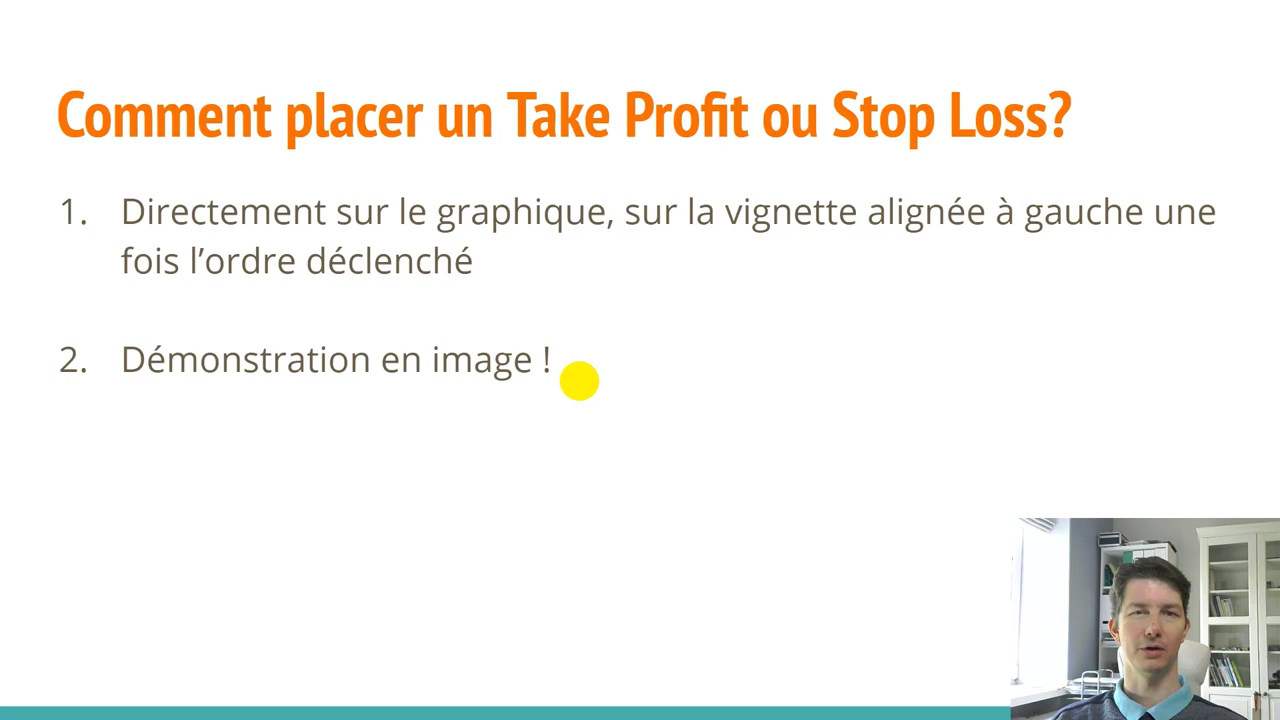 Comment placer un Take Profit ou Stop Loss?
1. Directement sur le graphique, sur la vignette alignée à gauche une
fois l’ordre déclenché
2. Démonstration en image !